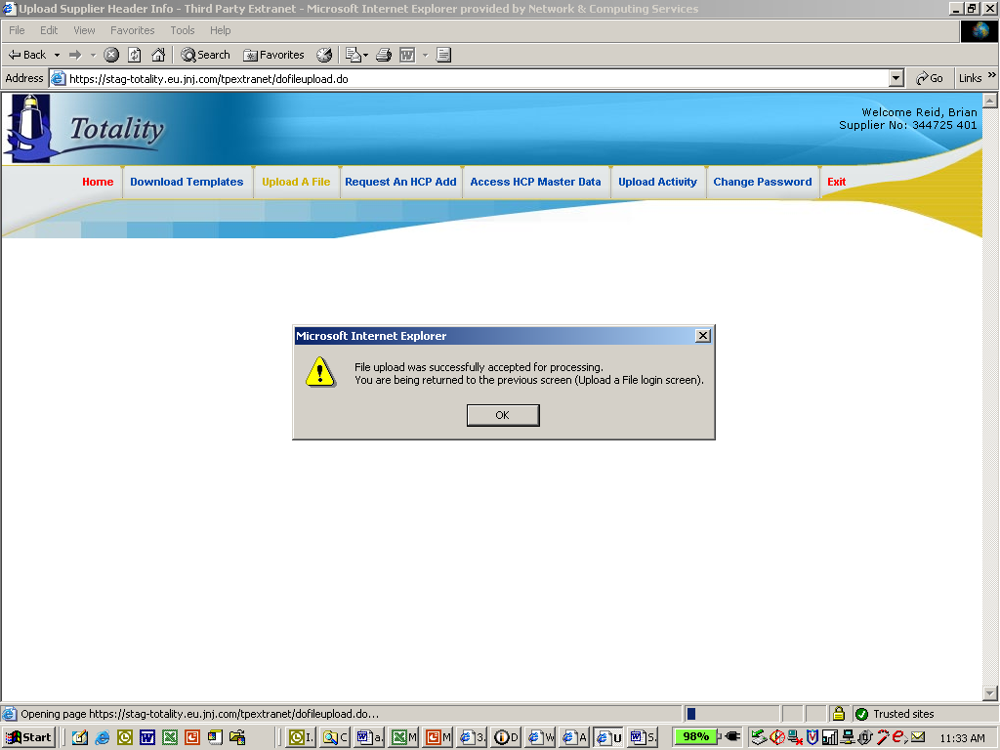 Upload Supplier Header Info - Third Party Extranet - Microsoft Internet Explorer provided by Network & Computing Services
File Edit View Favorites Tools Help
Back Search Favorites
Address https://stag-totality.eu.jnj.com/tpextranet/dofileupload.do Go Links »
Totality
Welcome Reid, Brian
Supplier No: 344725 401
Home Download Templates Upload A File Request An HCP Add Access HCP Master Data Upload Activity Change Password Exit
Microsoft Internet Explorer
File upload was successfully accepted for processing.
You are being returned to the previous screen (Upload a File login screen).
OK
Opening page https://stag-totality.eu.jnj.com/tpextranet/dofileupload.do... Trusted sites
Start I. C a. M M 3. D W A U S. 98% 11:33 AM